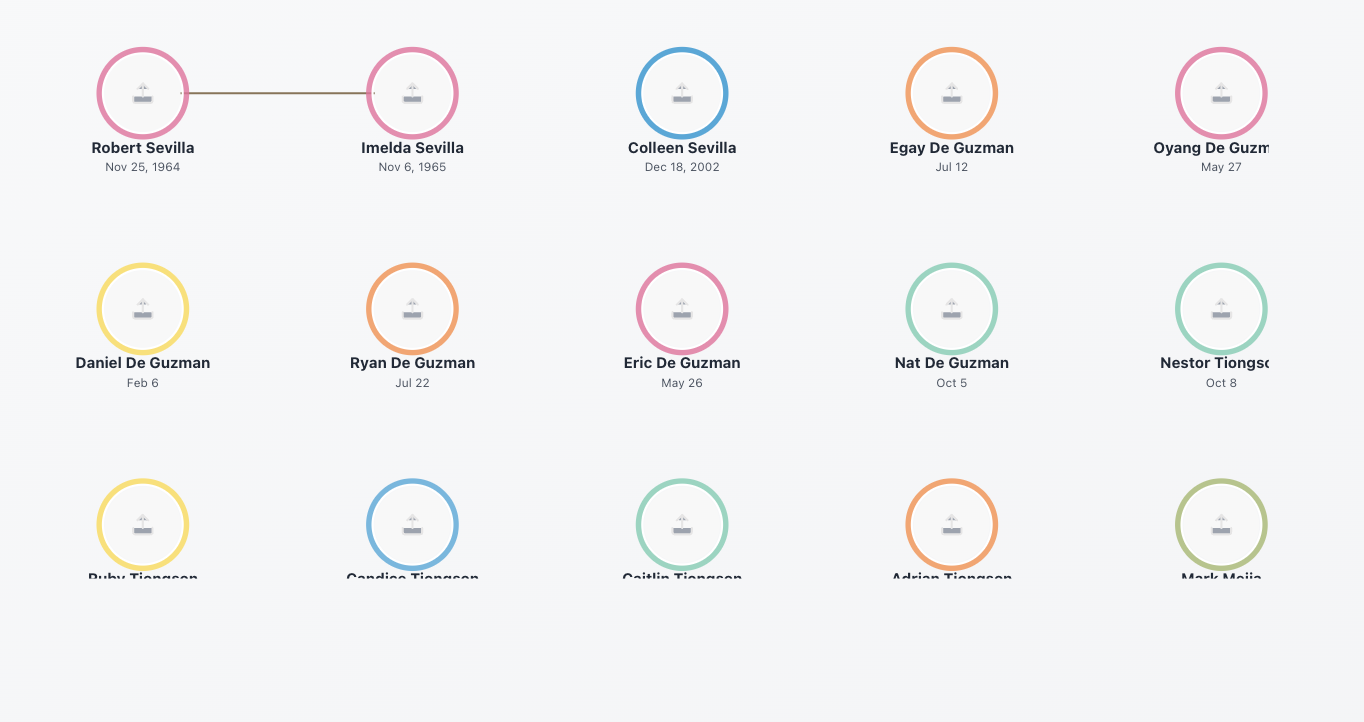 Robert Sevilla
Imelda Sevilla
Colleen Sevilla
Egay De Guzman
Oyang De Guzm
Nov 25, 1964
Nov 6, 1965
Dec 18, 2002
Jul 12
May 27
Daniel De Guzman
Ryan De Guzman
Eric De Guzman
Nat De Guzman
Nestor Tiongso
Feb 6
Jul 22
May 26
Oct 5
Oct 8
Ruby Tiongson
Candice Tiongson
Caitlin Tiongson
Adrian Tiongson
Mark Mejia